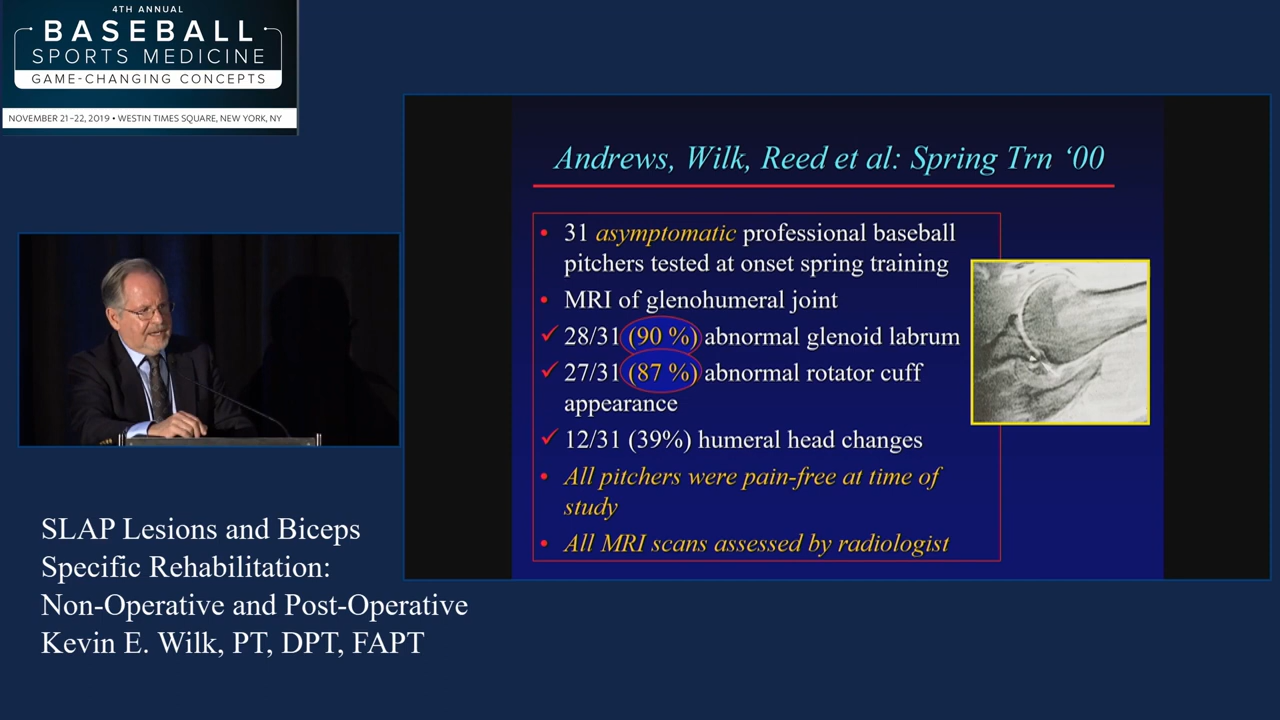 4TH ANNUAL
BASEBALL
SPORTS MEDICINE
GAME-CHANGING CONCEPTS
NOVEMBER 21–22, 2019 • WESTIN TIMES SQUARE, NEW YORK, NY
Andrews, Wilk, Reed et al: Spring Trn ‘00
• 31 asymptomatic professional baseball
pitchers tested at onset spring training
• MRI of glenohumeral joint
✓ 28/31 (90 %) abnormal glenoid labrum
✓ 27/31 (87 %) abnormal rotator cuff
appearance
✓ 12/31 (39%) humeral head changes
• All pitchers were pain-free at time of
study
• All MRI scans assessed by radiologist
SLAP Lesions and Biceps
Specific Rehabilitation:
Non-Operative and Post-Operative
Kevin E. Wilk, PT, DPT, FAPT